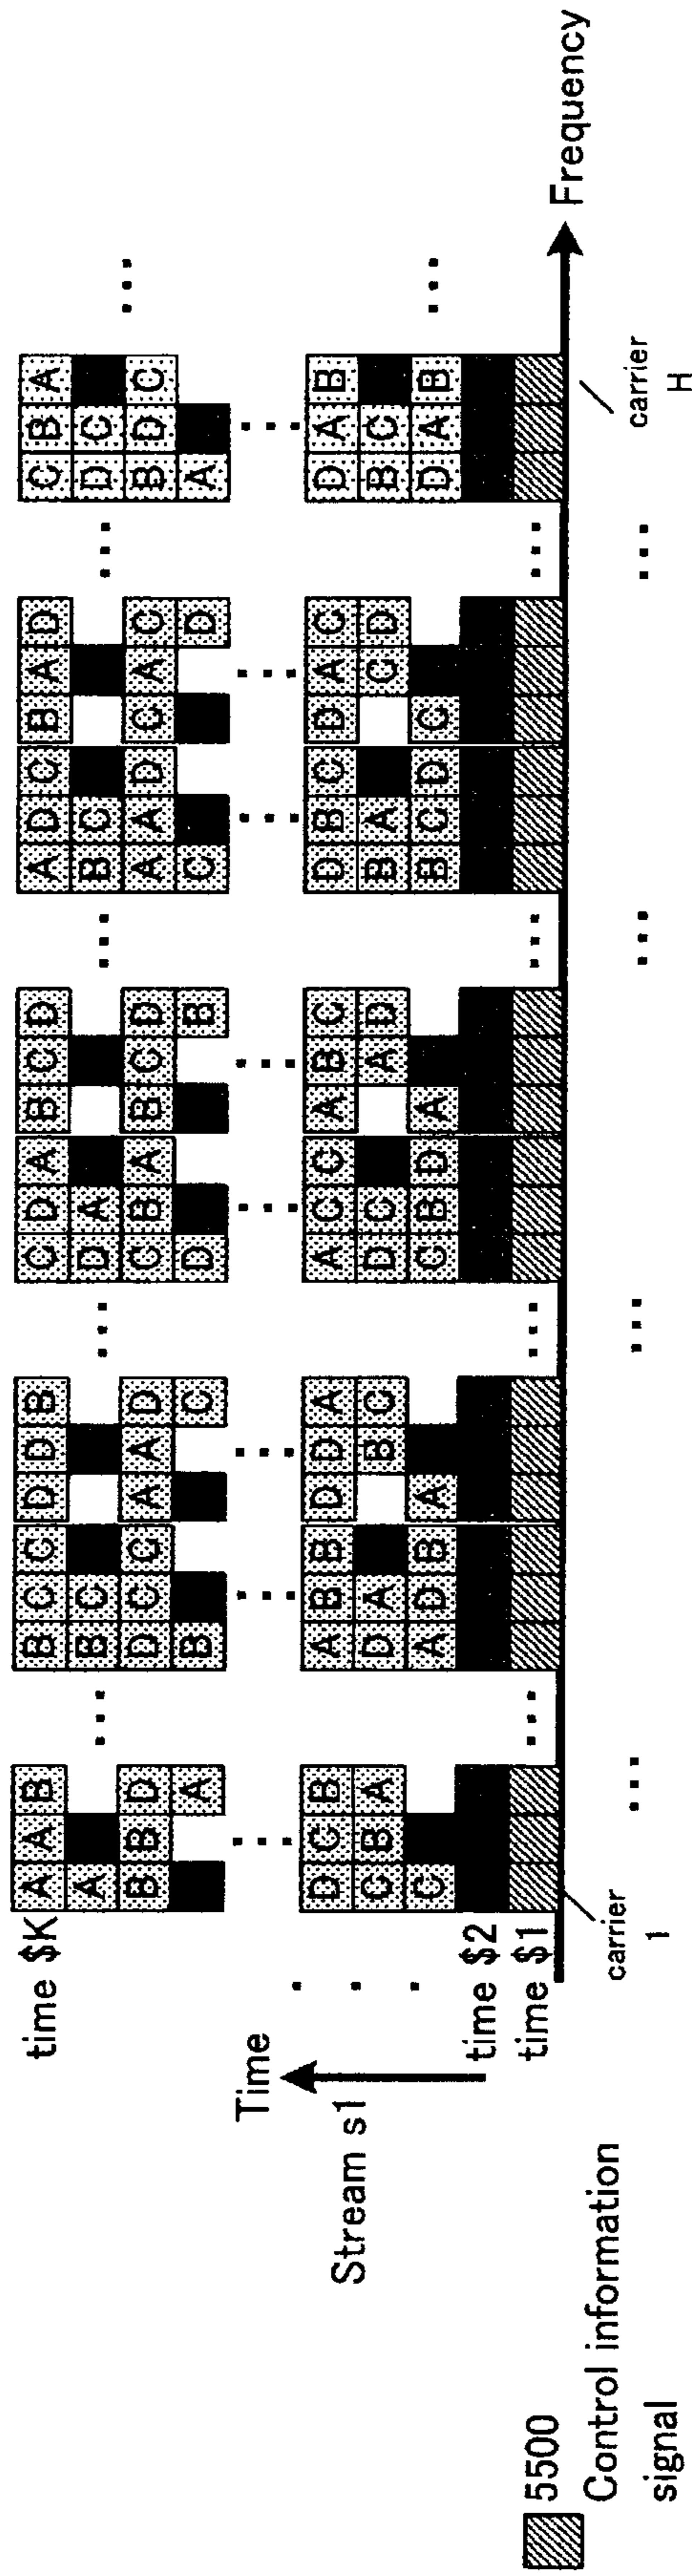 time $K A A B ... B C C D D B ... C D A B C D ... A D C B A D ... C B A
A B C D A B C D C
B B D D C C A A D C B A B C D A A D C A C B D C
A B C D B C D A
Time
Stream s1
D C B A B B D D A A C C A B C D B C D A C D A B
C B A D A B C D C A D B A C D B C
C A D B A C B D A B C D C D A B
time $2
time $1
Frequency
carrier
1
carrier
H
5500
Control information
signal